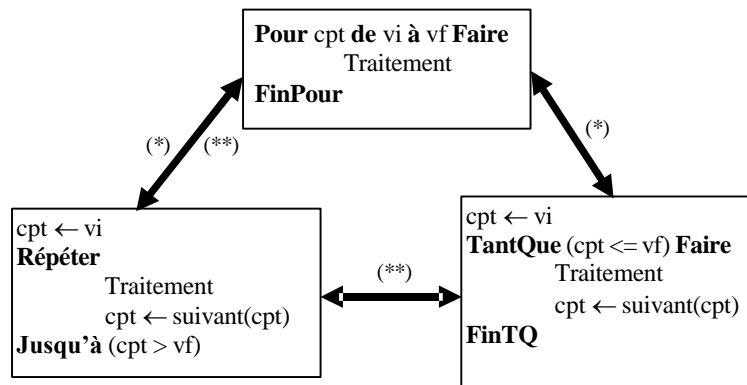 Pour cpt de vi à vf Faire
Traitement
FinPour
(*) (**)
(*)
cpt ← vi
Répéter
Traitement
cpt ← suivant(cpt)
Jusqu'à (cpt > vf)
(**)
cpt ← vi
TantQue (cpt <= vf) Faire
Traitement
cpt ← suivant(cpt)
FinTQ